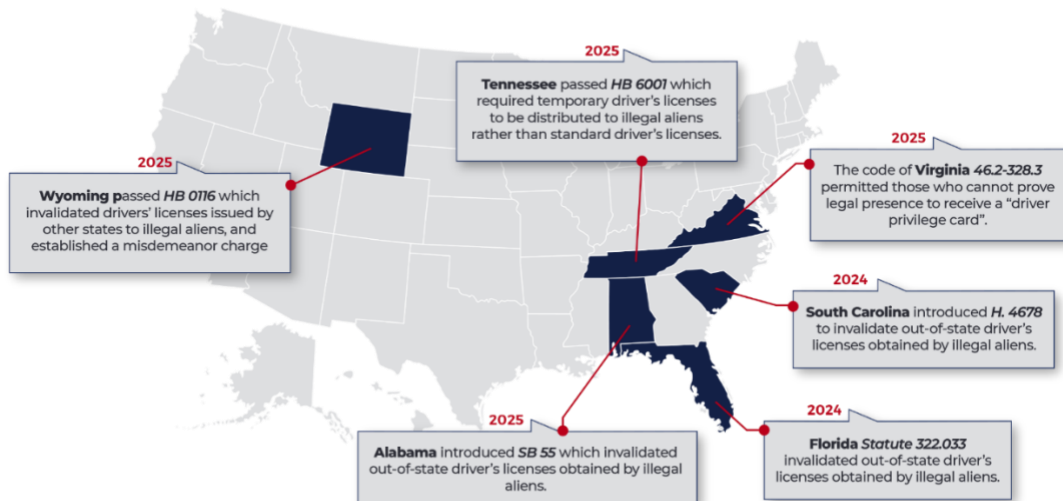 2025
Tennessee passed HB 6001 which
required temporary driver's licenses
to be distributed to illegal aliens
rather than standard driver's licenses.
2025
Wyoming passed HB 0116 which
invalidated drivers' licenses issued by
other states to illegal aliens, and
established a misdemeanor charge
2025
The code of Virginia 46.2-328.3
permitted those who cannot prove
legal presence to receive a "driver
privilege card".
2024
South Carolina introduced H. 4678
to invalidate out-of-state driver's
licenses obtained by illegal aliens.
2025
Alabama introduced SB 55 which invalidated
out-of-state driver's licenses obtained by illegal
aliens.
2024
Florida Statute 322.033
invalidated out-of-state driver's
licenses obtained by illegal aliens.